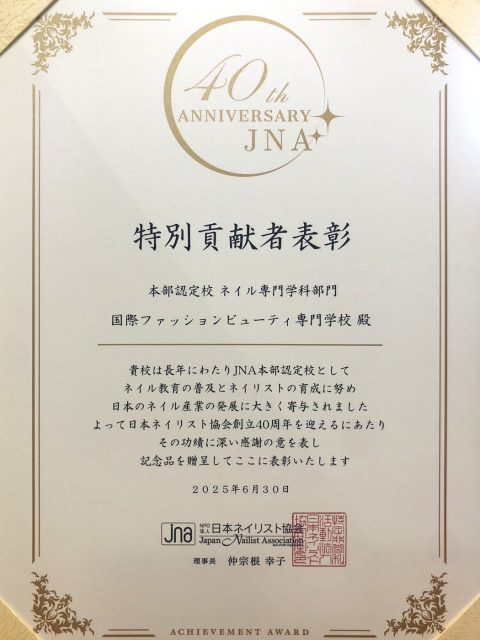 40th
ANNIVERSARY
JNA
特別貢献者表彰
本部認定校 ネイル専門学科部門
国際ファッションビューティ専門学校 殿
貴校は長年にわたりJNA本部認定校として
ネイル教育の普及とネイリストの育成に努め
日本のネイル産業の発展に大きく寄与されました
よって日本ネイリスト協会創立40周年を迎えるにあたり
その功績に深い感謝の意を表し
記念品を贈呈してここに表彰いたします
2025年6月30日
jna NPO法人 日本ネイリスト協会
Japan Nailist Association
理事長 仲宗根 幸子
ACHIEVEMENT AWARD